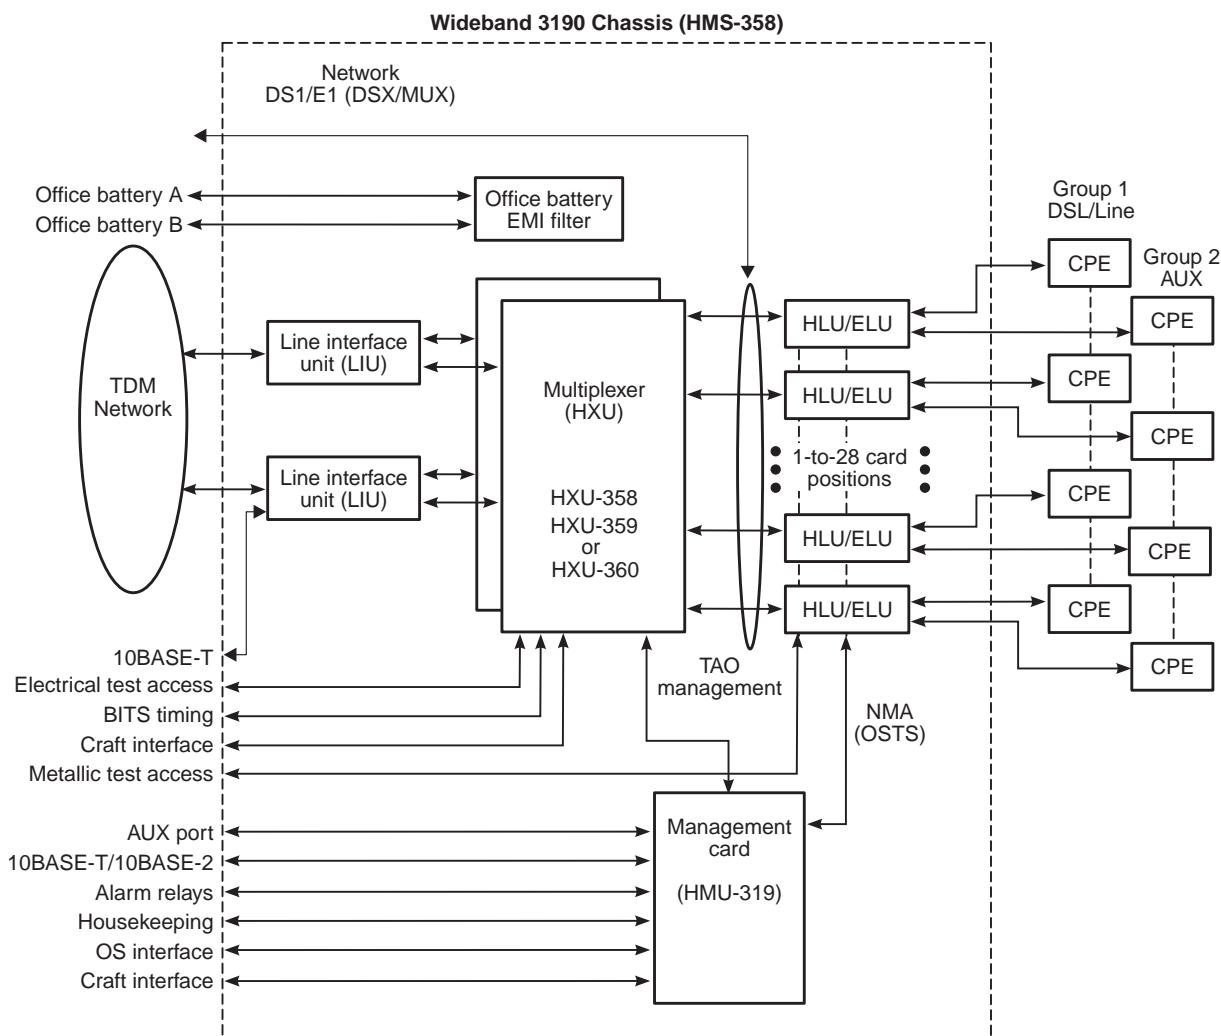 Wideband 3190 Chassis (HMS-358)
Network
DS1/E1 (DSX/MUX)
Office battery A
Office battery B
Office battery
EMI filter
Group 1
DSL/Line
Group 2
AUX
CPE
CPE
CPE
CPE
CPE
CPE
CPE
CPE
TDM
Network
Line interface
unit (LIU)
Line interface
unit (LIU)
Multiplexer
(HXU)
HXU-358
HXU-359
or
HXU-360
HLU/ELU
HLU/ELU
1-to-28 card
positions
HLU/ELU
HLU/ELU
10BASE-T
Electrical test access
BITS timing
Craft interface
Metallic test access
TAO
management
NMA
(OSTS)
AUX port
10BASE-T/10BASE-2
Alarm relays
Housekeeping
OS interface
Craft interface
Management
card
(HMU-319)